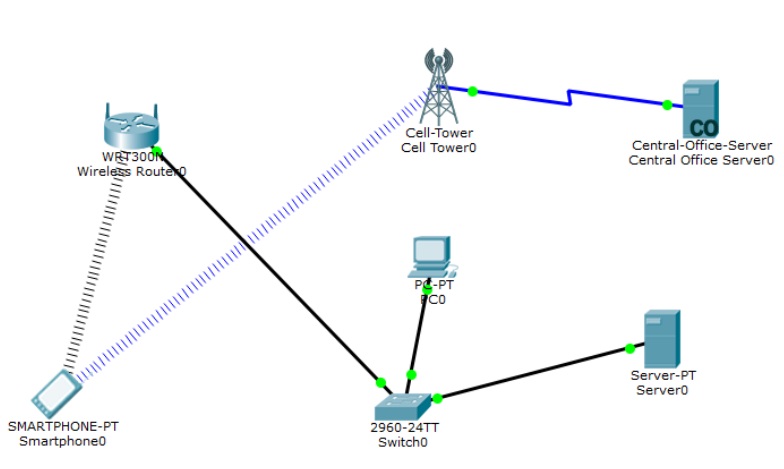 Cell-Tower
Cell Tower0
CO
Central-Office-Server
Central Office Server0
WRT300N
Wireless Router0
PC-PT
PC0
Server-PT
Server0
SMARTPHONE-PT
Smartphone0
2960-24TT
Switch0